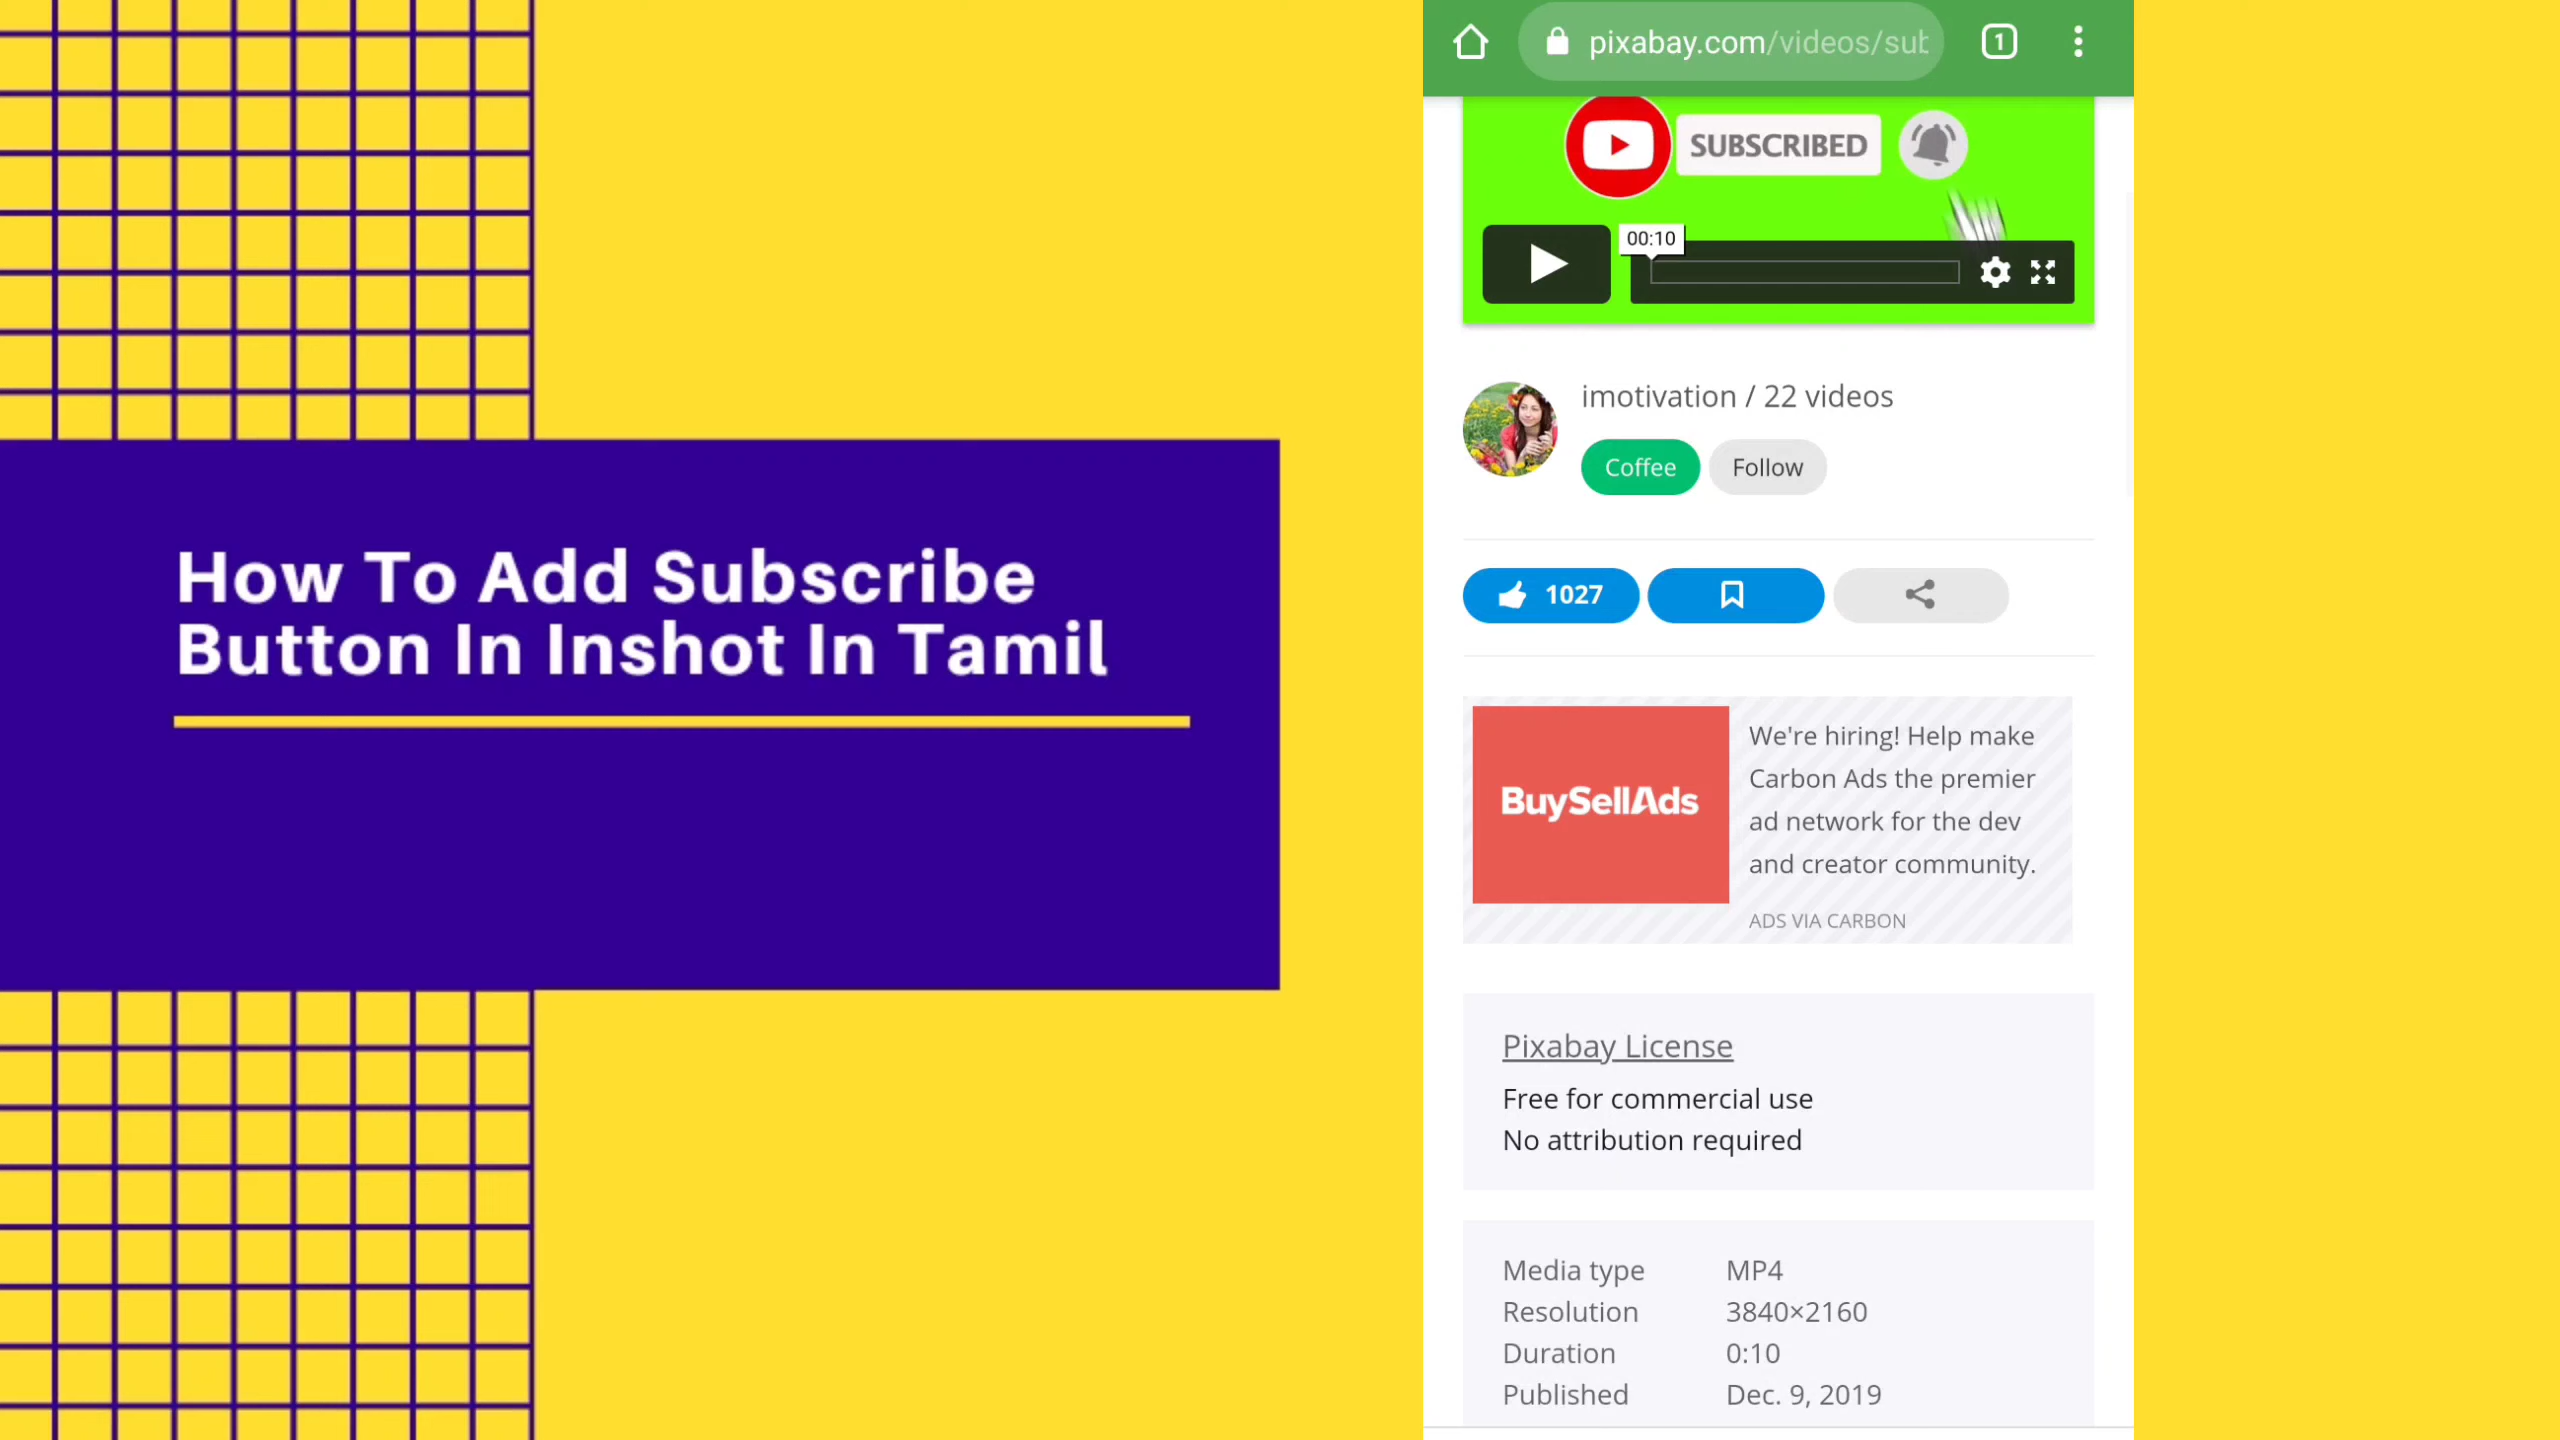 How To Add Subscribe
Button In Inshot In Tamil
pixabay.com/videos/sub
1
SUBSCRIBED
00:10
imotivation / 22 videos
Coffee
Follow
1027
BuySellAds
We're hiring! Help make
Carbon Ads the premier
ad network for the dev
and creator community.
ADS VIA CARBON
Pixabay License
Free for commercial use
No attribution required
Media type MP4
Resolution 3840×2160
Duration 0:10
Published Dec. 9, 2019